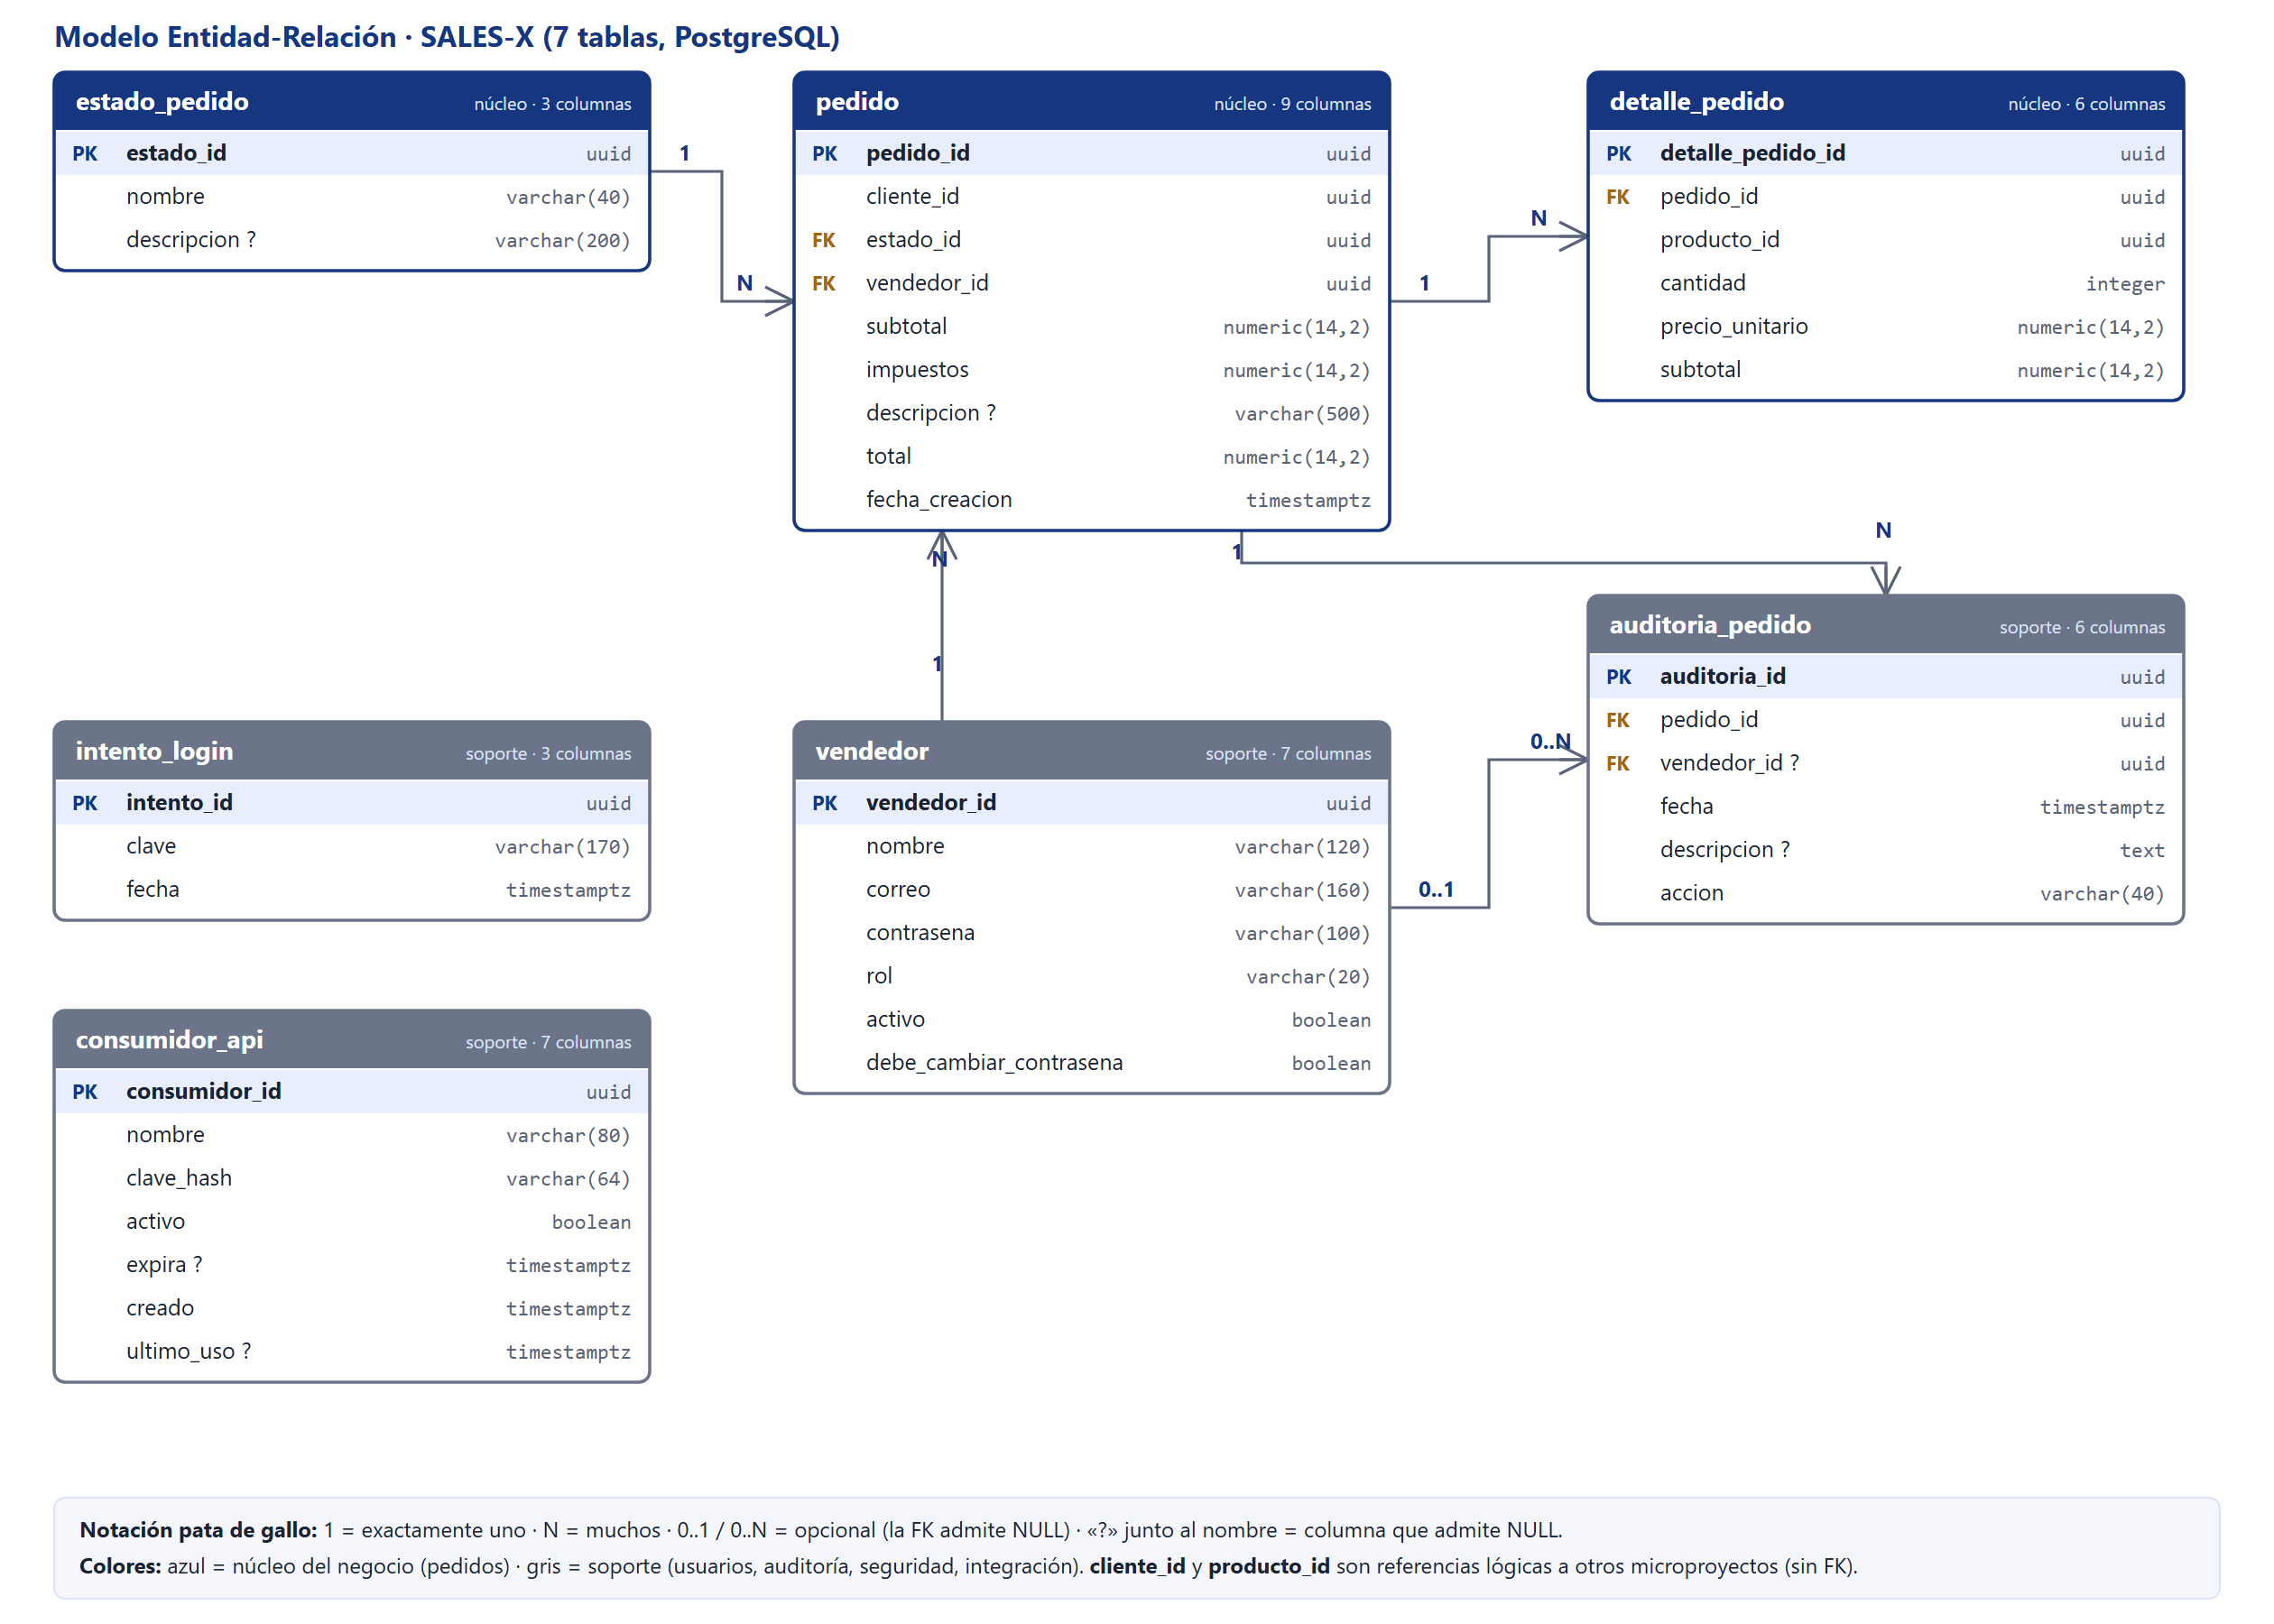 Modelo Entidad-Relación · SALES-X (7 tablas, PostgreSQL)
estado_pedido núcleo · 3 columnas
PK estado_id uuid
nombre varchar(40)
descripcion ? varchar(200)
1
N
pedido núcleo · 9 columnas
PK pedido_id uuid
cliente_id uuid
FK estado_id uuid
FK vendedor_id uuid
subtotal numeric(14,2)
impuestos numeric(14,2)
descripcion ? varchar(500)
total numeric(14,2)
fecha_creacion timestamptz
1
N
detalle_pedido núcleo · 6 columnas
PK detalle_pedido_id uuid
FK pedido_id uuid
producto_id uuid
cantidad integer
precio_unitario numeric(14,2)
subtotal numeric(14,2)
N
1
1
N
intento_login soporte · 3 columnas
PK intento_id uuid
clave varchar(170)
fecha timestamptz
vendedor soporte · 7 columnas
PK vendedor_id uuid
nombre varchar(120)
correo varchar(160)
contrasena varchar(100)
rol varchar(20)
activo boolean
debe_cambiar_contrasena boolean
0..1
0..N
auditoria_pedido soporte · 6 columnas
PK auditoria_id uuid
FK pedido_id uuid
FK vendedor_id ? uuid
fecha timestamptz
descripcion ? text
accion varchar(40)
consumidor_api soporte · 7 columnas
PK consumidor_id uuid
nombre varchar(80)
clave_hash varchar(64)
activo boolean
expira ? timestamptz
creado timestamptz
ultimo_uso ? timestamptz
Notación pata de gallo: 1 = exactamente uno · N = muchos · 0..1 / 0..N = opcional (la FK admite NULL) · «?» junto al nombre = columna que admite NULL.
Colores: azul = núcleo del negocio (pedidos) · gris = soporte (usuarios, auditoría, seguridad, integración). cliente_id y producto_id son referencias lógicas a otros microproyectos (sin FK).